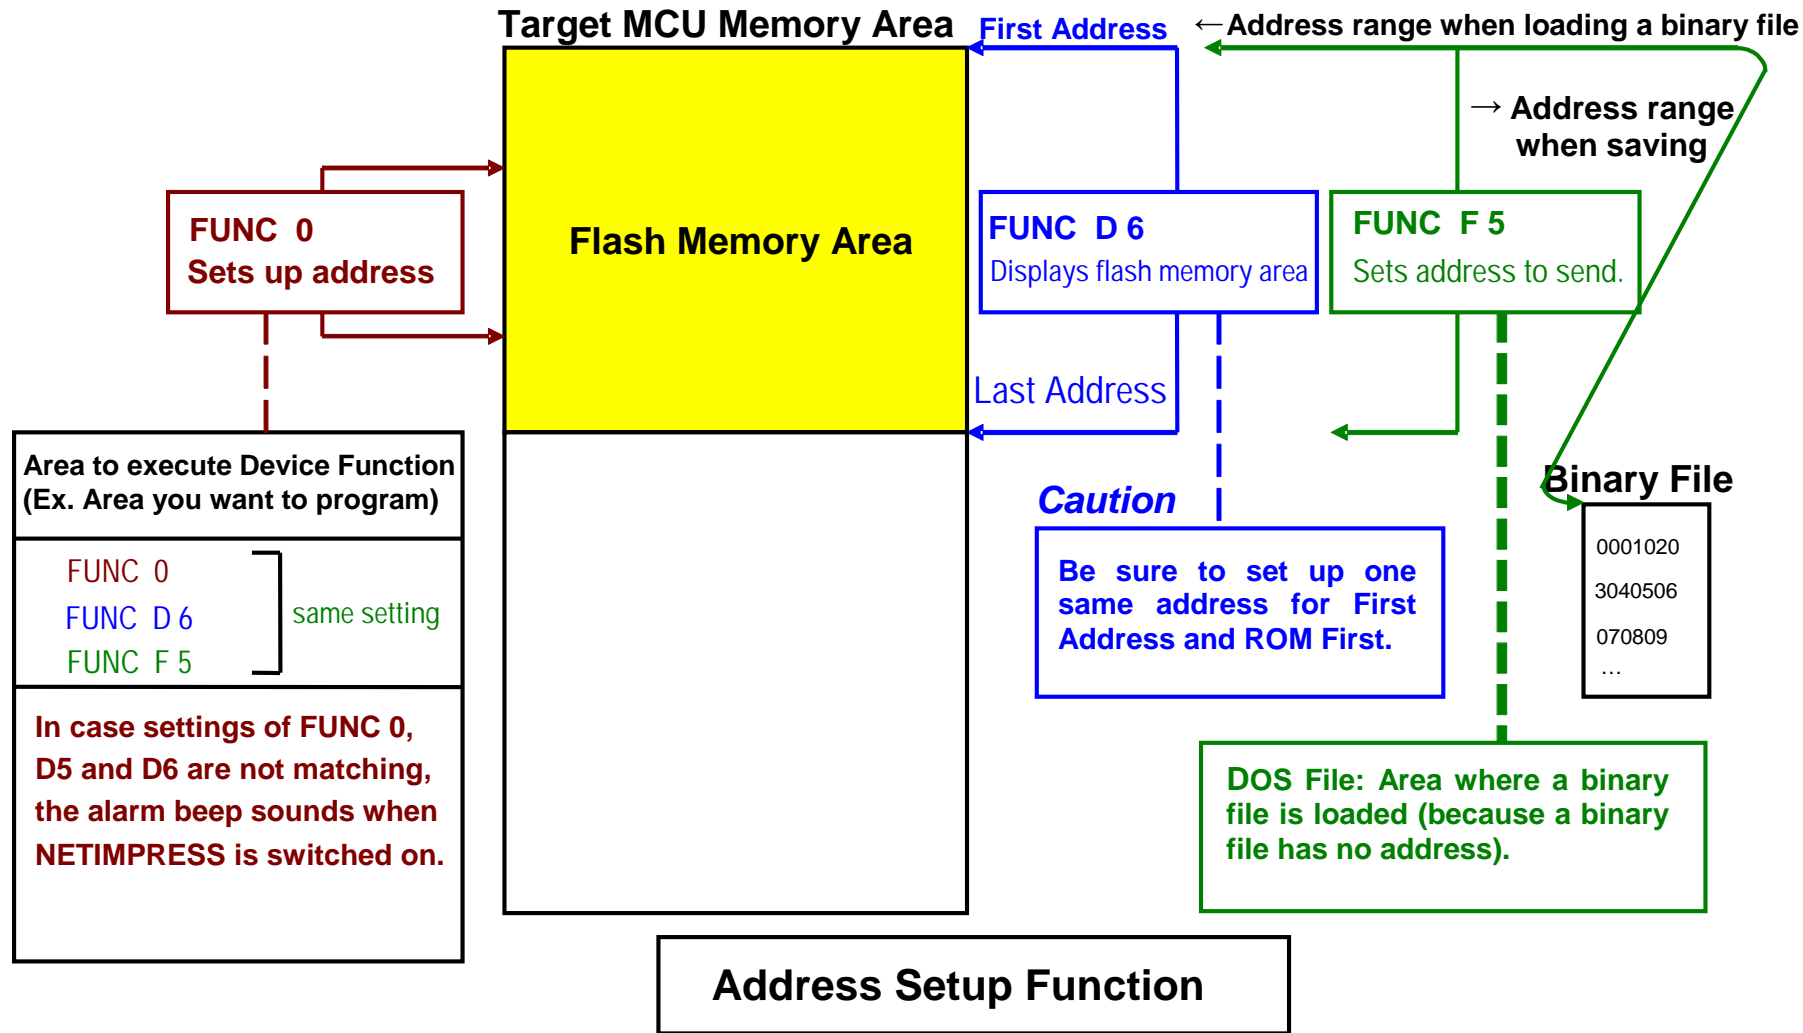 Target MCU Memory Area
First Address
←Address range when loading a binary file
→ Address range
when saving
FUNC 0
Sets up address
Flash Memory Area
FUNC D 6
Displays flash memory area
FUNC F 5
Sets address to send.
Last Address
Area to execute Device Function
(Ex. Area you want to program)
FUNC 0
FUNC D 6
FUNC F 5
same setting
In case settings of FUNC 0,
D5 and D6 are not matching,
the alarm beep sounds when
NETIMPRESS is switched on.
Caution
Be sure to set up one
same address for First
Address and ROM First.
Binary File
0001020
3040506
070809
…
DOS File: Area where a binary
file is loaded (because a binary
file has no address).
Address Setup Function